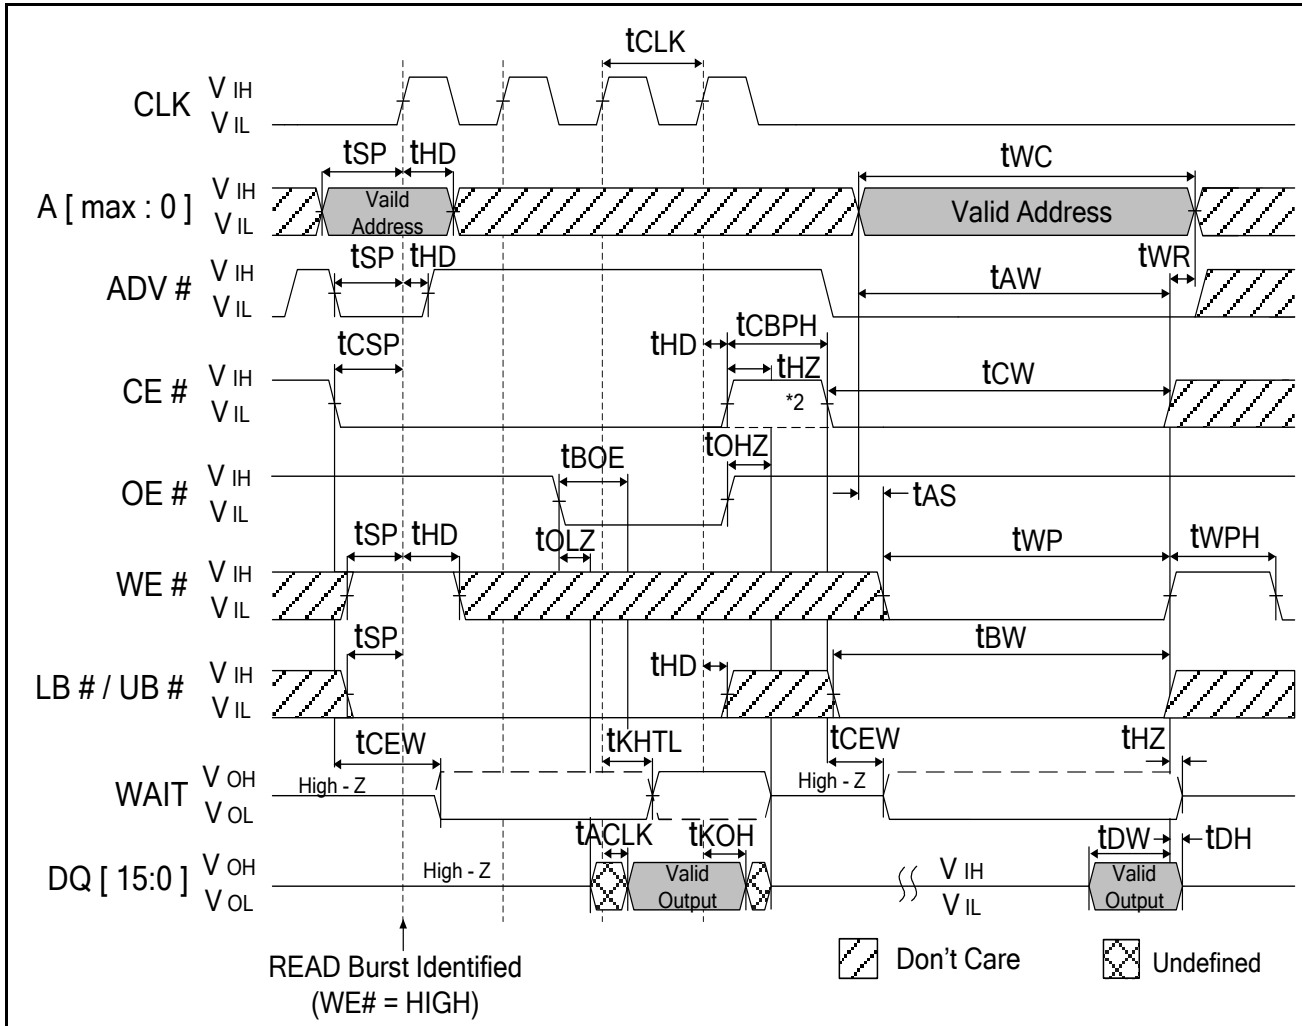 tCLK
CLK
V IH
V IL
tSP
tHD
tWC
A [ max : 0 ]
V IH
V IL
Vaild
Address
Valid Address
tSP
tHD
tWR
ADV #
V IH
V IL
tAW
tCSP
tHD
tCBPH
CE #
V IH
V IL
tHZ
*2
tCW
tBOE
tOHZ
OE #
V IH
V IL
tAS
tSP
tHD
tOLZ
tWP
tWPH
WE #
V IH
V IL
tSP
tHD
tBW
LB # / UB #
V IH
V IL
tCEW
tKHTL
tCEW
tHZ
WAIT
V OH
V OL
High - Z
High - Z
tACLK
tKOH
tDW
tDH
DQ [ 15:0 ]
V OH
V OL
High - Z
Valid
Output
V IH
V IL
Valid
Output
READ Burst Identified
(WE# = HIGH)
Don't Care
Undefined